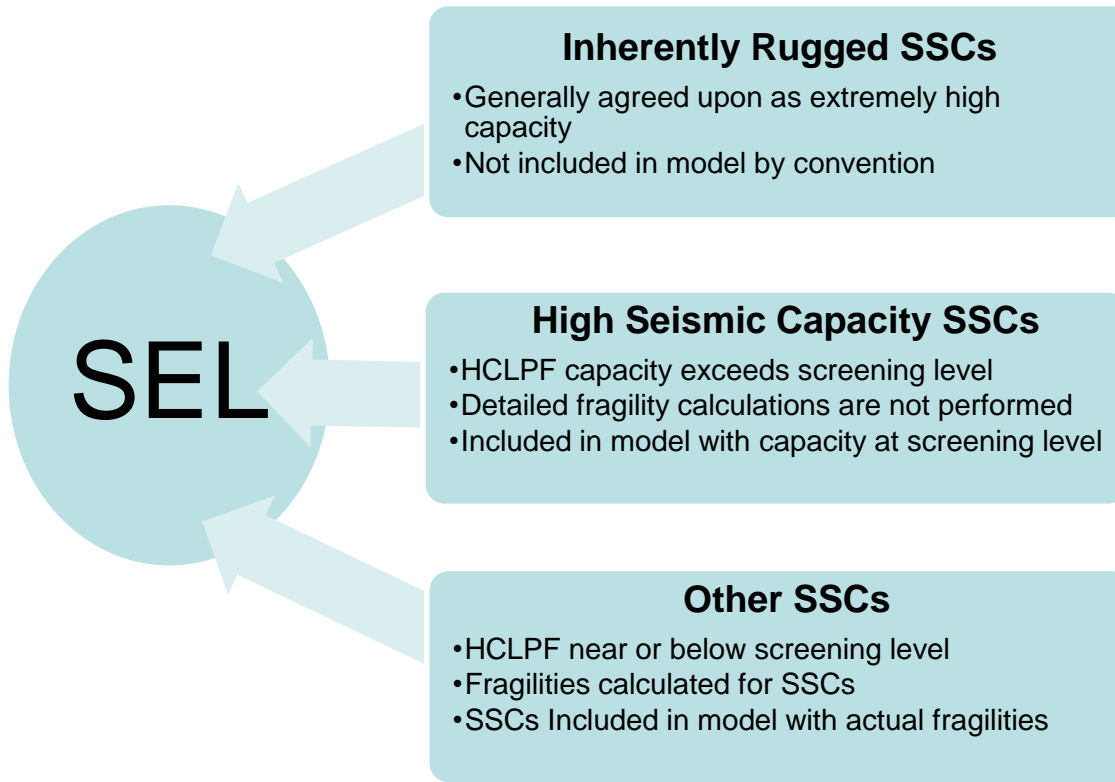 Inherently Rugged SSCs
•Generally agreed upon as extremely high
capacity
•Not included in model by convention
SEL
High Seismic Capacity SSCs
•HCLPF capacity exceeds screening level
•Detailed fragility calculations are not performed
•Included in model with capacity at screening level
Other SSCs
•HCLPF near or below screening level
•Fragilities calculated for SSCs
•SSCs Included in model with actual fragilities